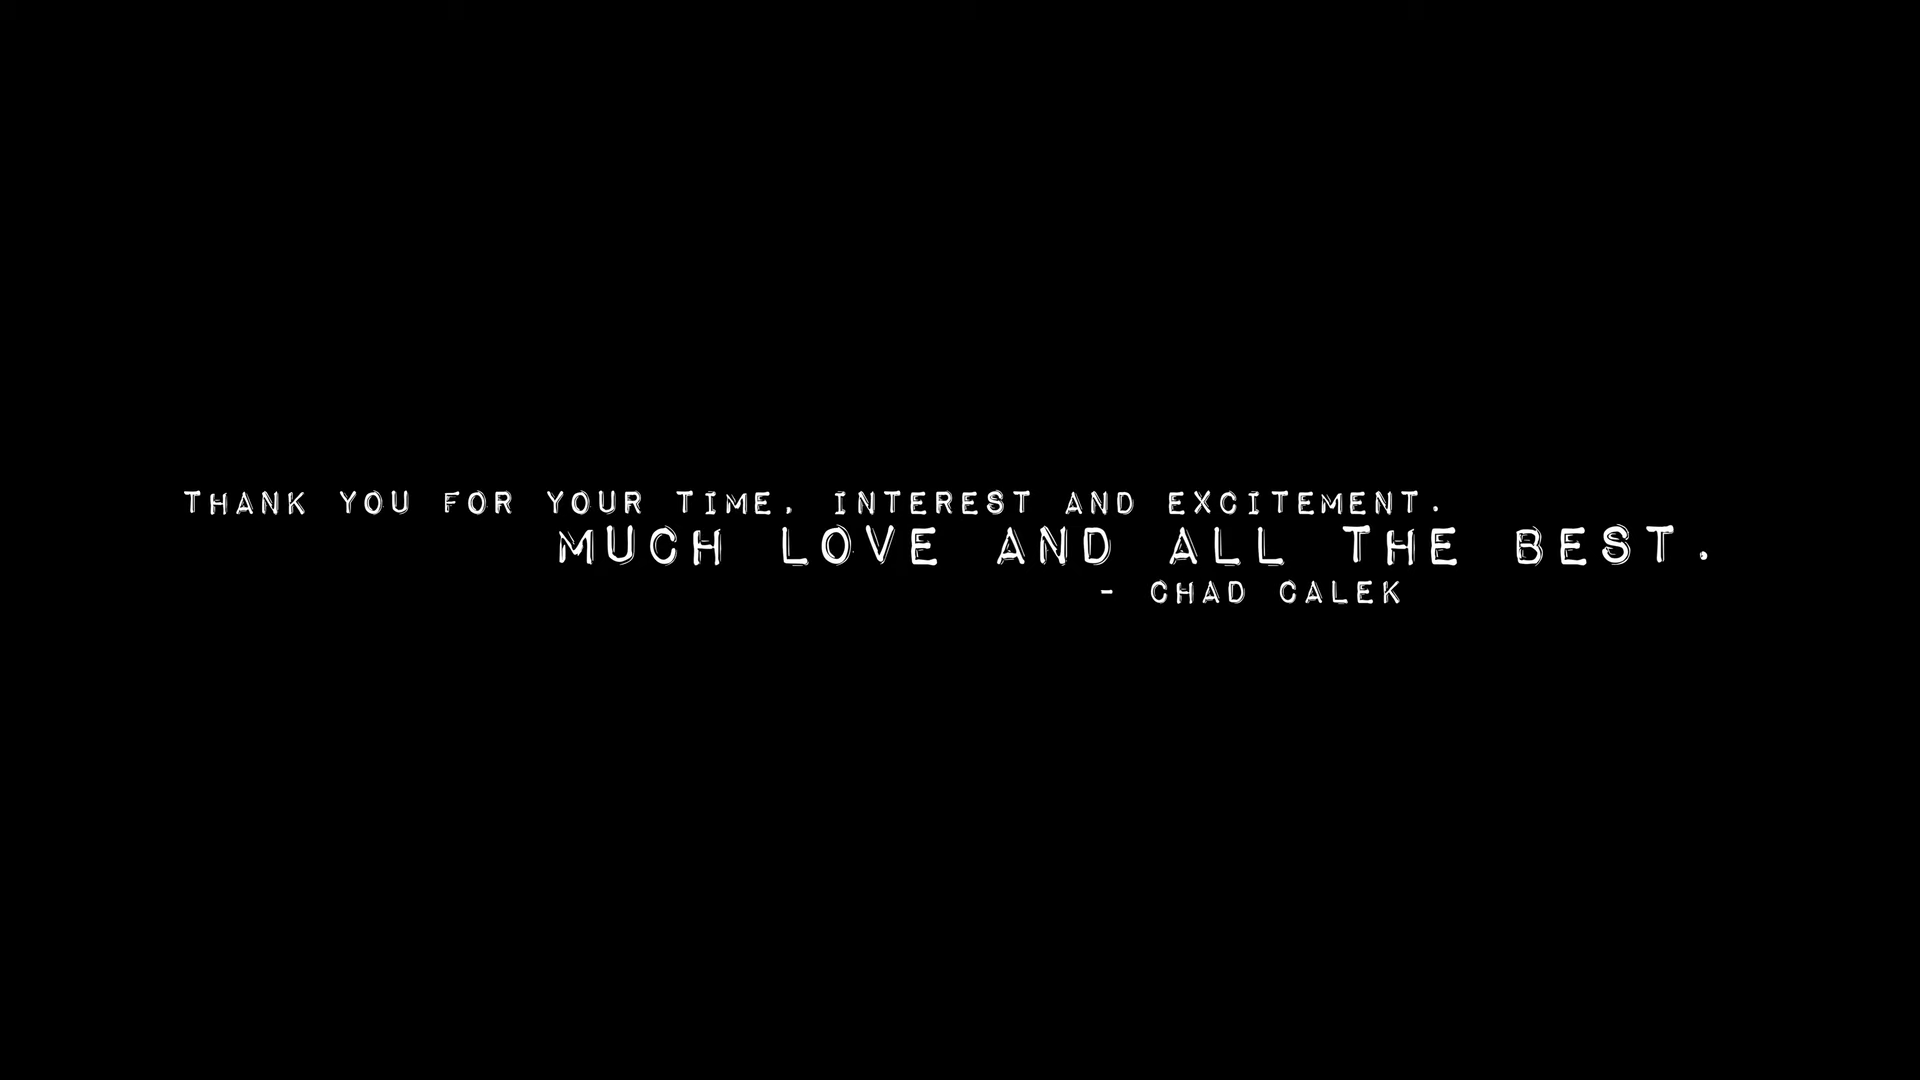 THANK YOU FOR YOUR TIME, INTEREST AND EXCITEMENT.
MUCH LOVE AND ALL THE BEST.
- CHAD CALEK